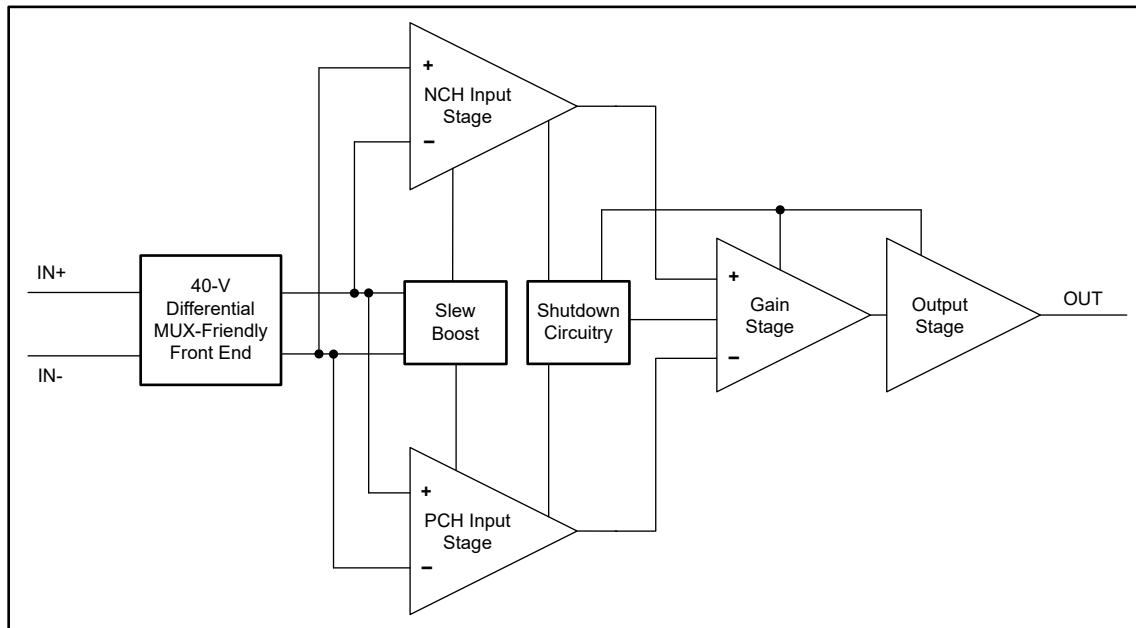 +
NCH Input
Stage
−
IN+
IN-
40-V
Differential
MUX-Friendly
Front End
Slew
Boost
Shutdown
Circuitry
+
Gain
Stage
−
Output
Stage
OUT
+
PCH Input
Stage
−